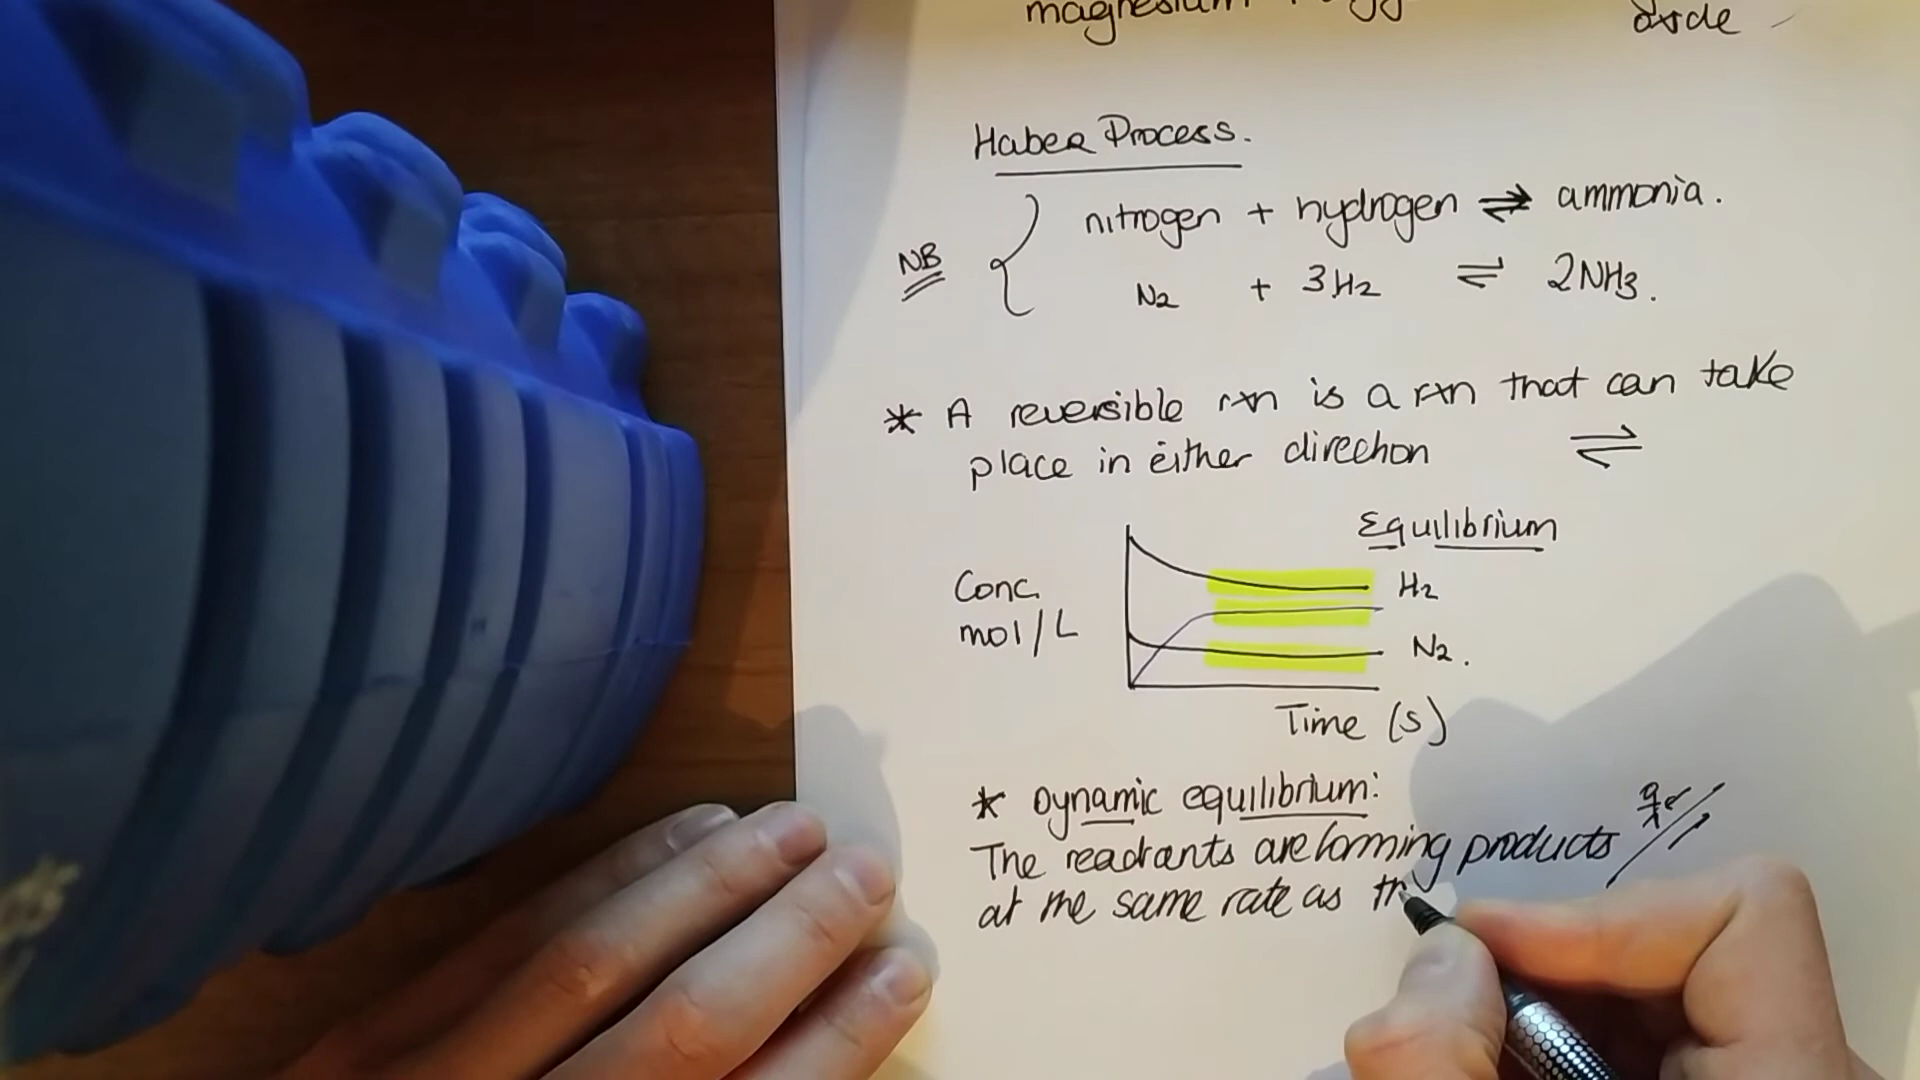 magnesium +
Haber Process.
nitrogen + hydrogen ⇌ ammonia.
NB
N2 + 3H2 ⇌ 2NH3.
* A reversible rxn is a rxn that can take
place in either direction ⇌
Equilibrium
Conc
mol/L
H2
N2.
Time (s)
* Dynamic equilibrium:
The reactants are forming products
at the same rate as th